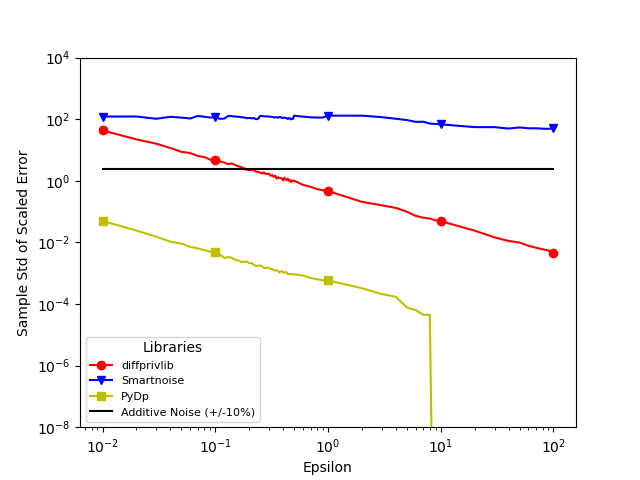 10^4
10^2
10^0
10^-2
10^-4
10^-6
10^-8
Sample Std of Scaled Error
Libraries
diffprivlib
Smartnoise
PyDp
Additive Noise (+/-10%)
10^-2 10^-1 10^0 10^1 10^2
Epsilon